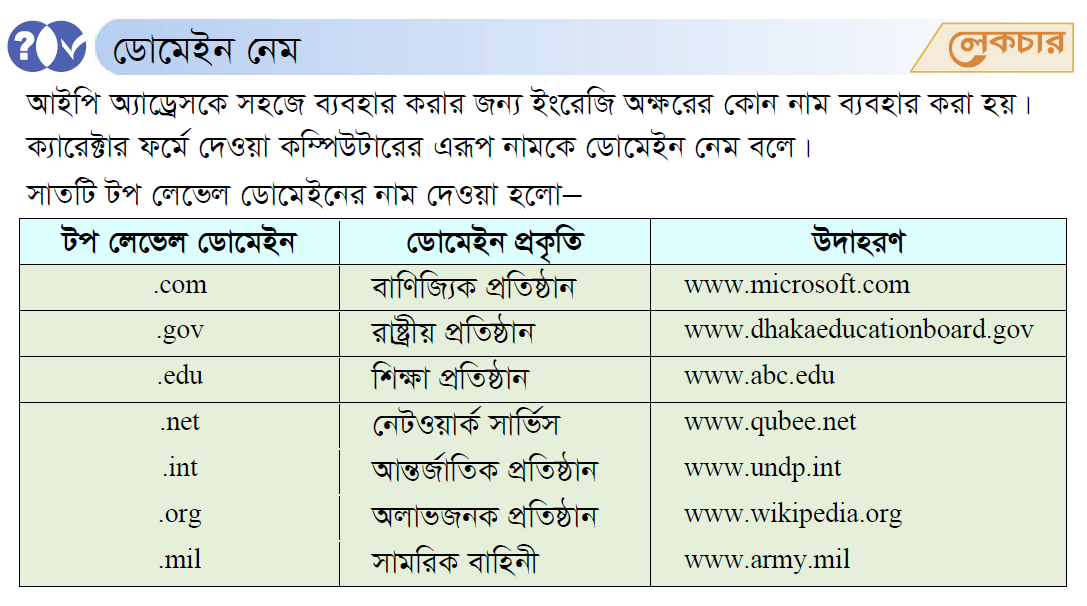 ডোমেইন নেম
লেকচার
আইপি অ্যাড্রেসকে সহজে ব্যবহার করার জন্য ইংরেজি অক্ষরের কোন নাম ব্যবহার করা হয়।
ক্যারেক্টার ফর্মে দেওয়া কম্পিউটারের এরূপ নামকে ডোমেইন নেম বলে।
সাতটি টপ লেভেল ডোমেইনের নাম দেওয়া হলো–
টপ লেভেল ডোমেইন ডোমেইন প্রকৃতি উদাহরণ
.com বাণিজ্যিক প্রতিষ্ঠান www.microsoft.com
.gov রাষ্ট্রীয় প্রতিষ্ঠান www.dhakaeducationboard.gov
.edu শিক্ষা প্রতিষ্ঠান www.abc.edu
.net নেটওয়ার্ক সার্ভিস www.qubee.net
.int আন্তর্জাতিক প্রতিষ্ঠান www.undp.int
.org অলাভজনক প্রতিষ্ঠান www.wikipedia.org
.mil সামরিক বাহিনী www.army.mil